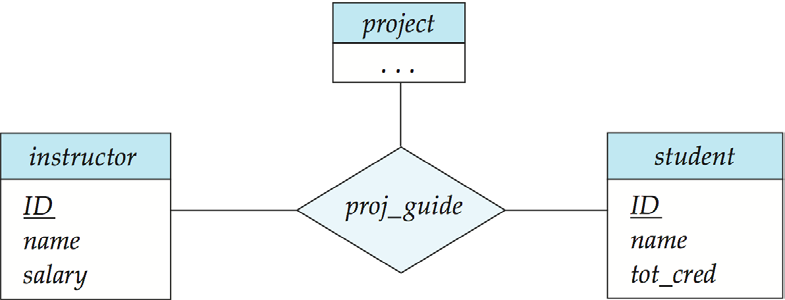 project
...
instructor
ID
name
salary
proj_guide
student
ID
name
tot_cred